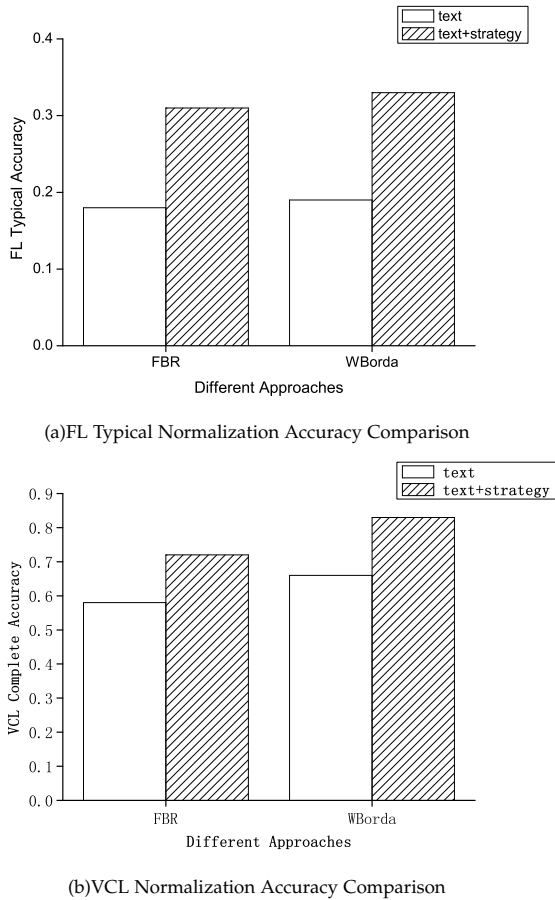 text
text+strategy
0.4
0.3
0.2
0.1
0.0
FL Typical Accuracy
FBR
WBorda
Different Approaches
(a)FL Typical Normalization Accuracy Comparison
text
text+strategy
0.9
0.8
0.7
0.6
0.5
0.4
0.3
0.2
0.1
0.0
VCL Complete Accuracy
FBR
WBorda
Different Approaches
(b)VCL Normalization Accuracy Comparison